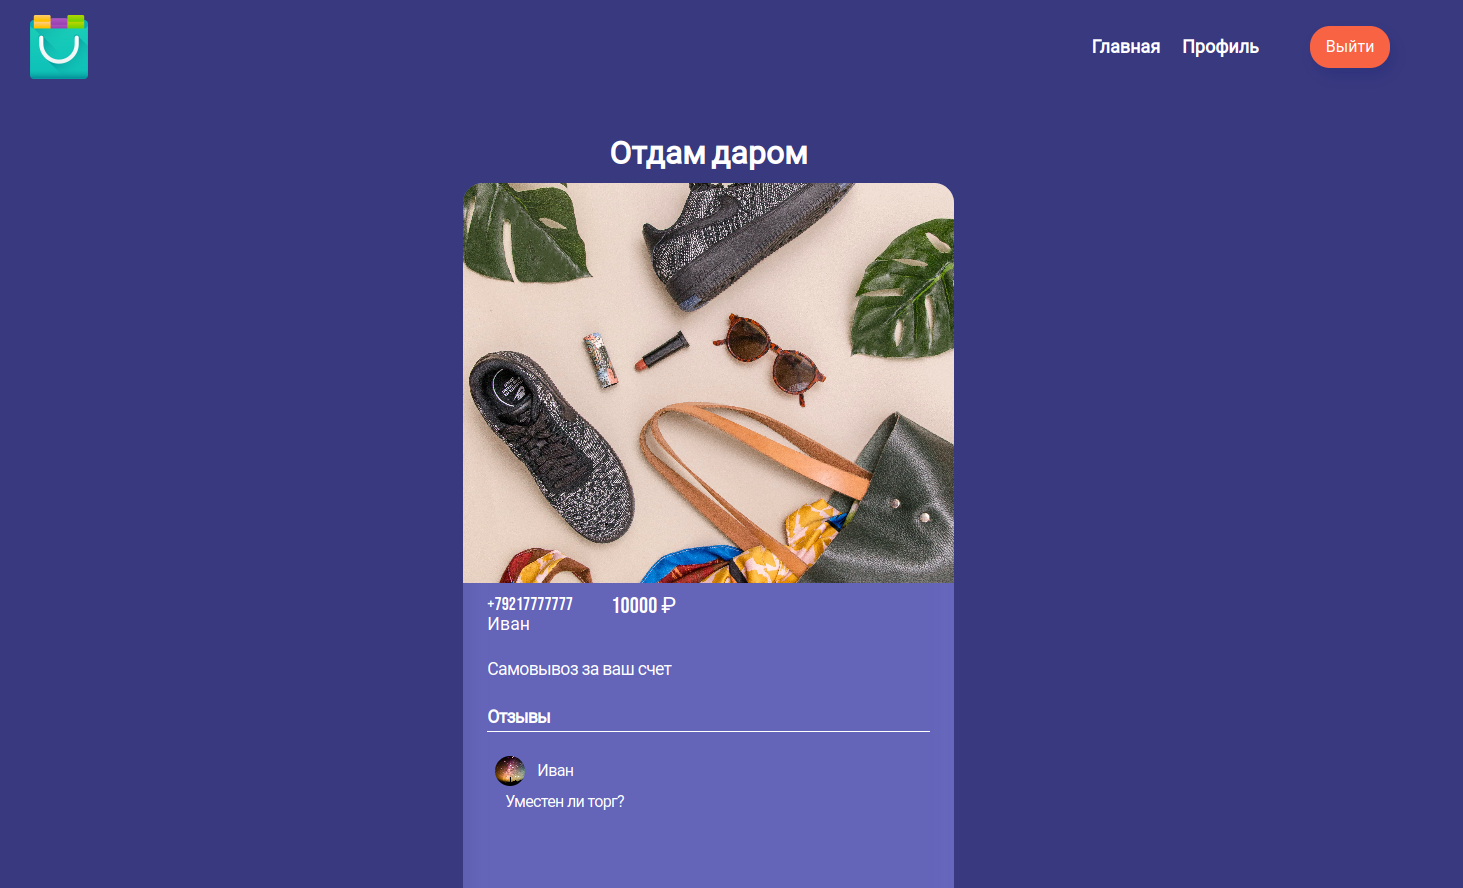 Главная Профиль Выйти
Отдам даром
+79217777777 10000 ₽
Иван
Самовывоз за ваш счет
Отзывы
Иван
Уместен ли торг?